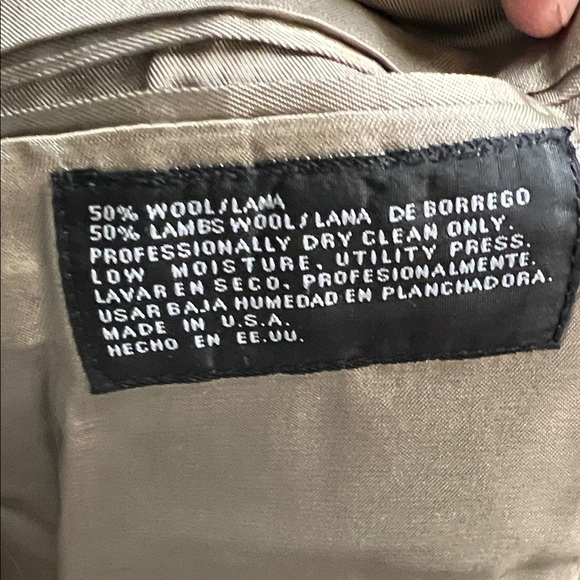 50% WOOL/LANA
50% LAMBS WOOL/LANA DE BORREGO
PROFESSIONALLY DRY CLEAN ONLY.
LOW MOISTURE. UTILITY PRESS.
LAVAR EN SECO. PROFESIONALMENTE.
USAR BAJA HUMEDAD EN PLANCHADORA.
MADE IN U.S.A.
HECHO EN EE.UU.